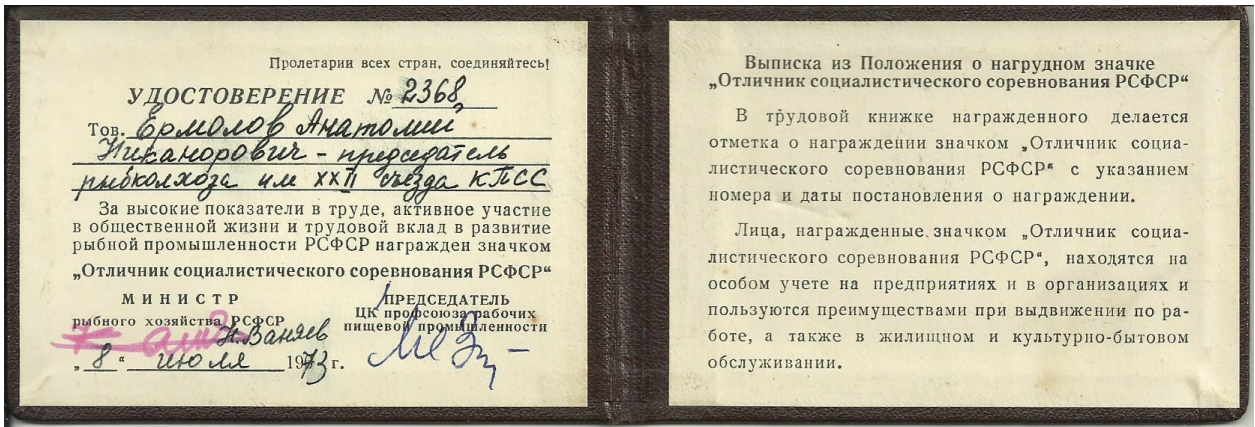 Пролетарии всех стран, соединяйтесь!
УДОСТОВЕРЕНИЕ № 2368
Тов. Ермолов Анатолий
Никанорович - председатель
рыбколхоза им XXII съезда КПСС
За высокие показатели в труде, активное участие
в общественной жизни и трудовой вклад в развитие
рыбной промышленности РСФСР награжден значком
„Отличник социалистического соревнования РСФСР“
МИНИСТР
рыбного хозяйства РСФСР
Н. Ваняев
„8“ июля 1973 г.
ПРЕДСЕДАТЕЛЬ
ЦК профсоюза рабочих
пищевой промышленности
Выписка из Положения о нагрудном значке
„Отличник социалистического соревнования РСФСР“
В трудовой книжке награжденного делается
отметка о награждении значком „Отличник социа-
листического соревнования РСФСР“ с указанием
номера и даты постановления о награждении.
Лица, награжденные значком „Отличник социа-
листического соревнования РСФСР“, находятся на
особом учете на предприятиях и в организациях и
пользуются преимуществами при выдвижении по ра-
боте, а также в жилищном и культурно-бытовом
обслуживании.